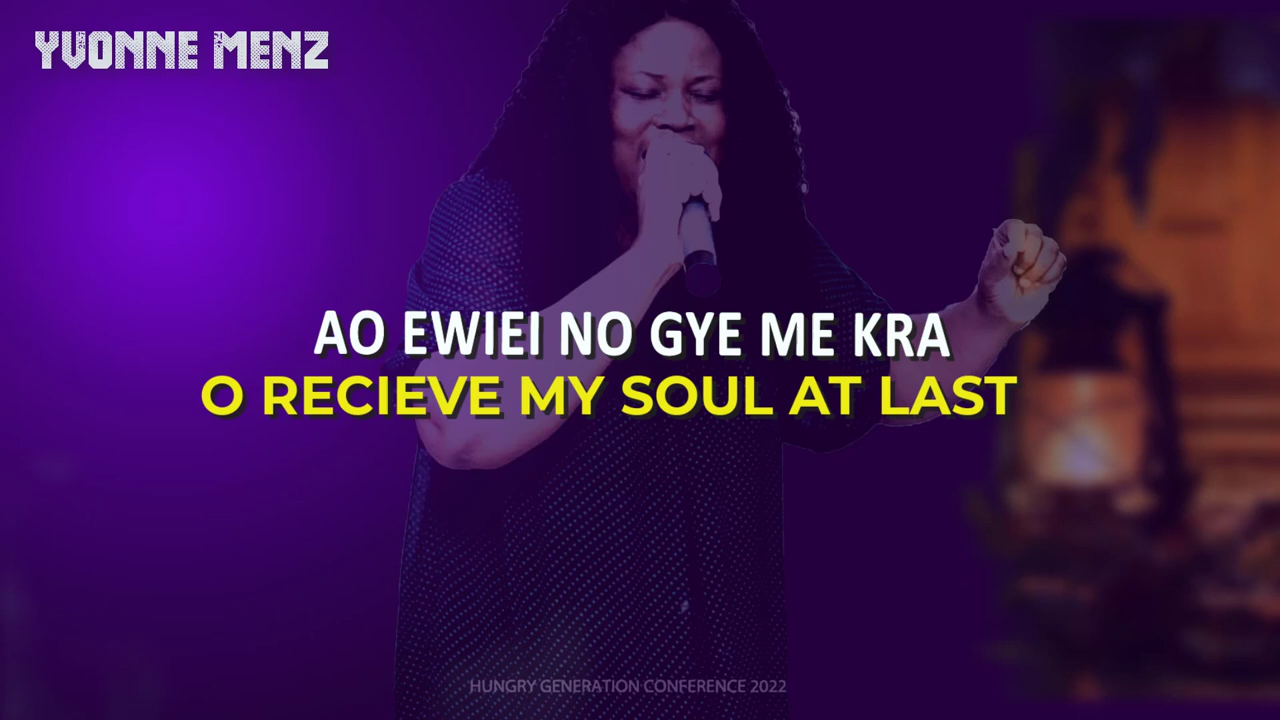 YVONNE MENZ
AO EWIEI NO GYE ME KRA
O RECIEVE MY SOUL AT LAST
HUNGRY GENERATION CONFERENCE 2022